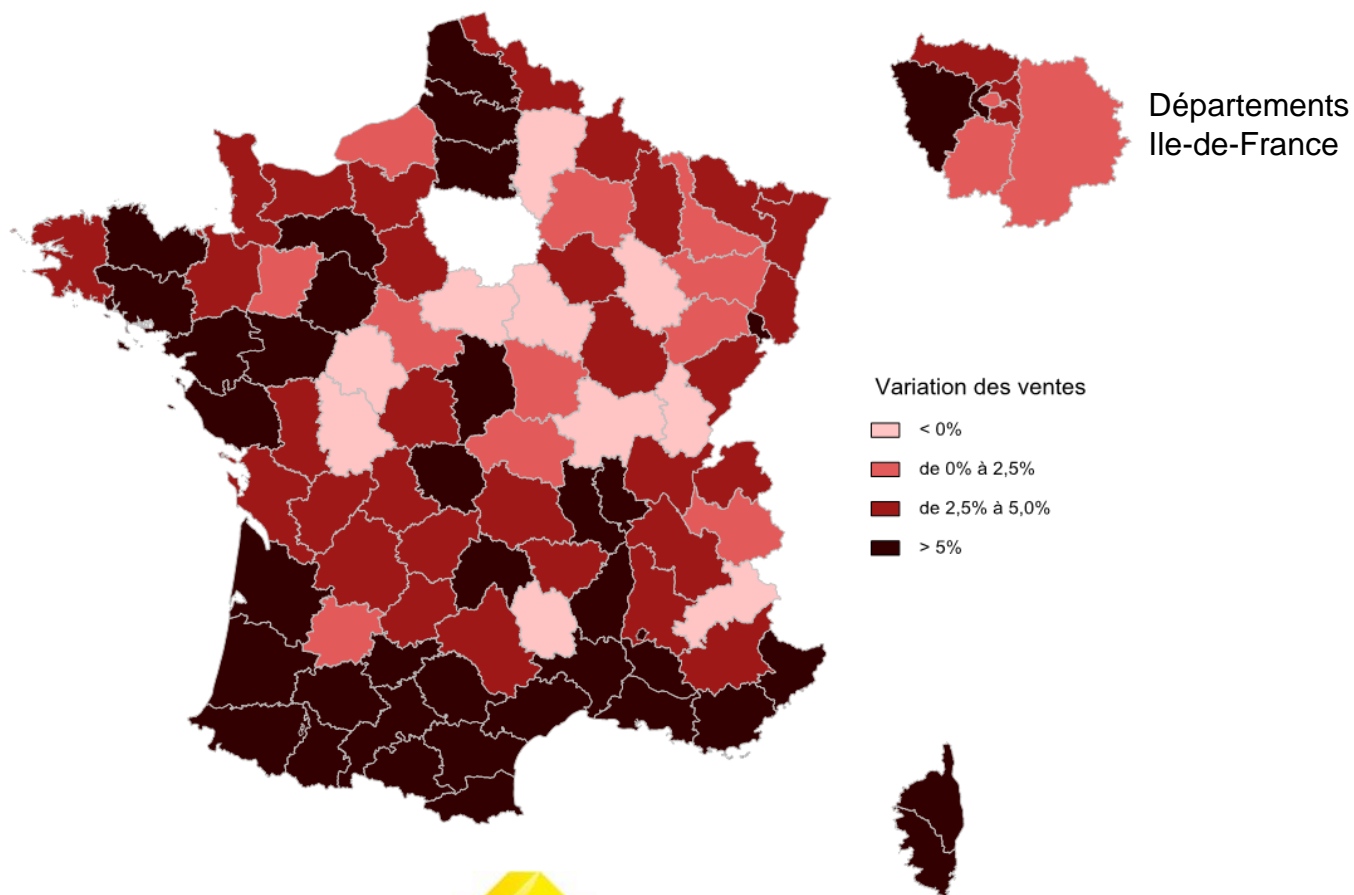 Départements
Ile-de-France
Variation des ventes
< 0%
de 0% à 2,5%
de 2,5% à 5,0%
> 5%